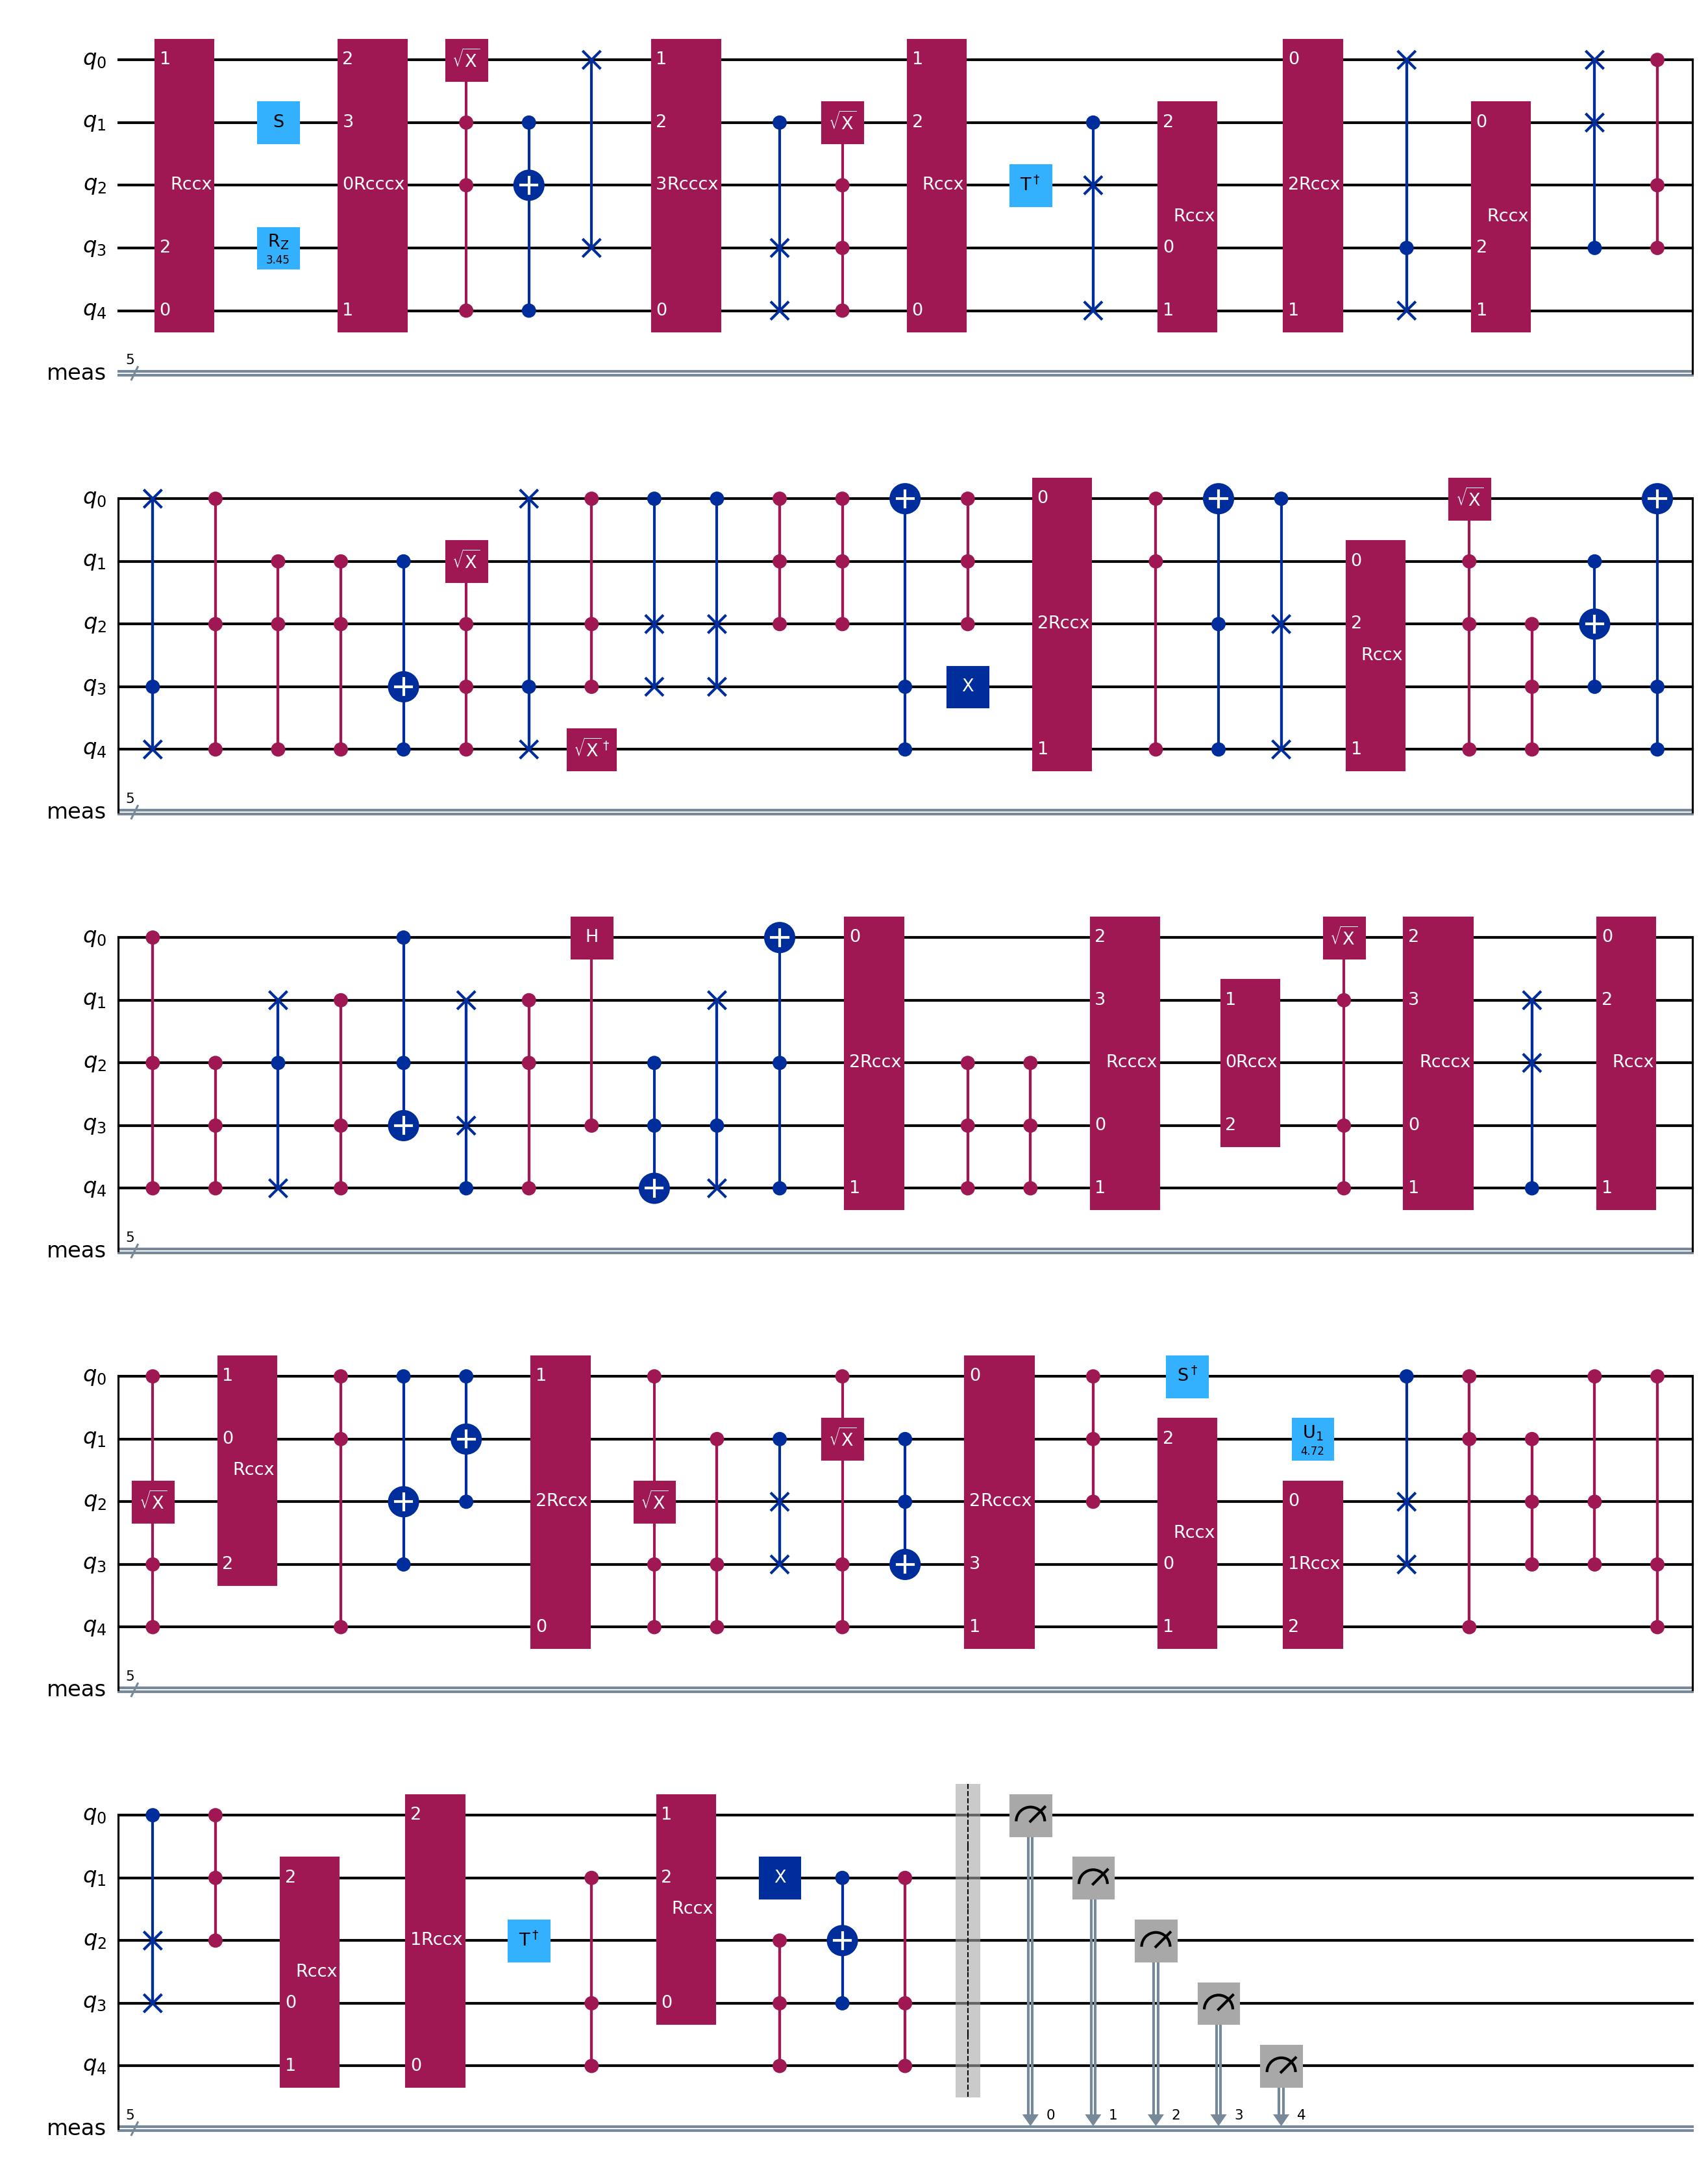 q0 1 2 √X 1 1 0
q1 S 3 2 √X 2 2 0
q2 Rccx 0Rcccx 3Rcccx Rccx T† 2Rccx
Rccx Rccx
q3 2 RZ 3.45 0 2
q4 0 1 0 0 1 1 1
meas 5
q0 0 √X
q1 √X 0
q2 2Rccx 2
Rccx
q3 X
q4 √X† 1 1
meas 5
q0 H 0 2 √X 2 0
q1 3 1 3 2
q2 2Rccx Rcccx 0Rccx Rcccx Rccx
q3 0 2 0
q4 1 1 1 1
meas 5
q0 1 1 0 S†
q1 0 √X 2 U1 4.72
Rccx
q2 √X 2Rccx √X 2Rcccx 0
Rccx
q3 2 3 0 1Rccx
q4 0 1 1 2
meas 5
q0 2 1
q1 2 2 X
Rccx
q2 1Rccx T†
Rccx
q3 0 0
q4 1 0
meas 5 0 1 2 3 4